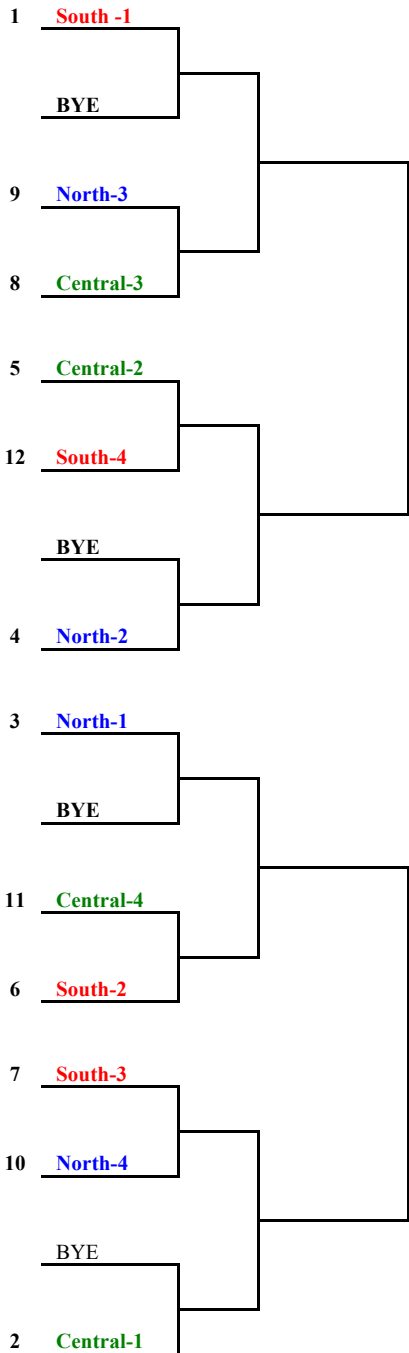 1 South -1
BYE
9 North-3
8 Central-3
5 Central-2
12 South-4
BYE
4 North-2
3 North-1
BYE
11 Central-4
6 South-2
7 South-3
10 North-4
BYE
2 Central-1